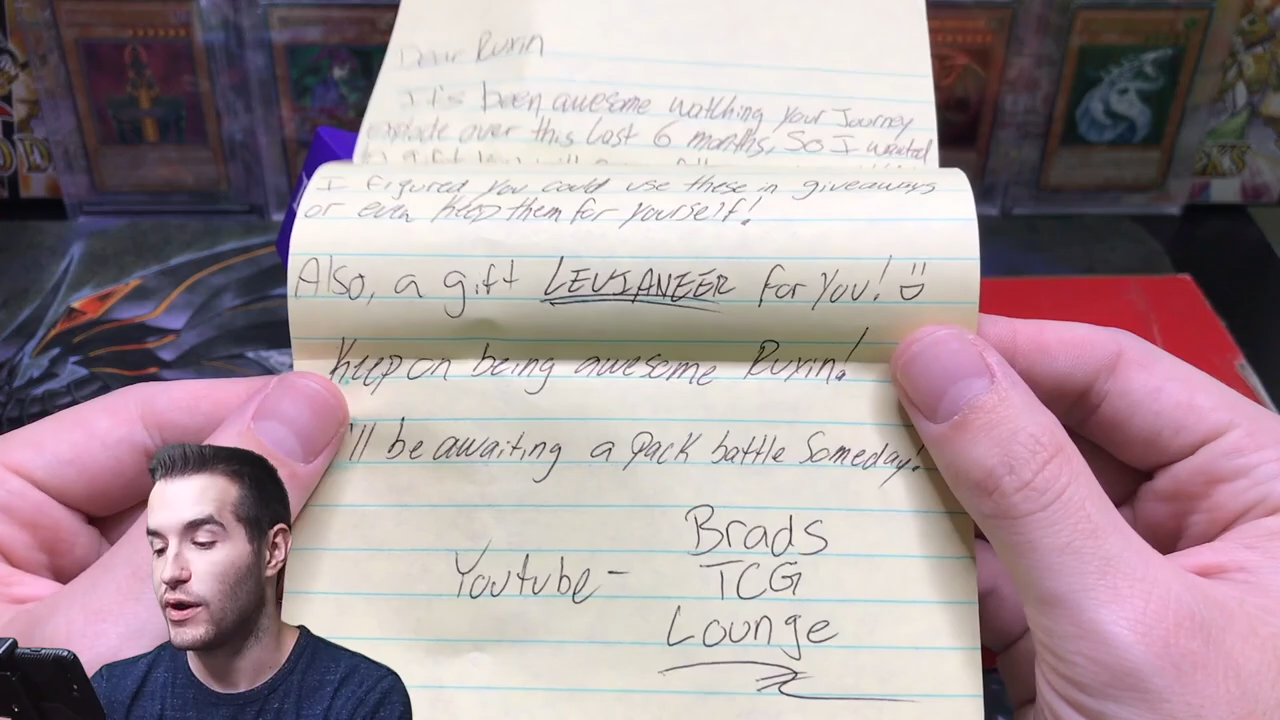 Dear Ruxin
It's been awesome watching your Journey
explode over this last 6 months, So I wanted
I figured you could use these in giveaways
or even keep them for yourself!
Also, a gift LEVIANEER for you! :D
Keep on being awesome Ruxin!
I'll be awaiting a pack battle Someday!
Brads
Youtube - TCG
Lounge